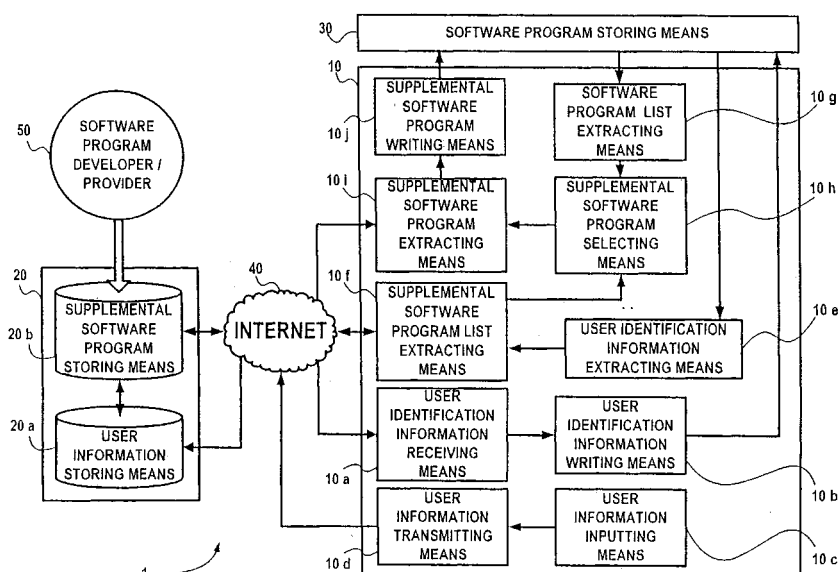 30
SOFTWARE PROGRAM STORING MEANS
10
SUPPLEMENTAL
SOFTWARE
PROGRAM
WRITING MEANS
10 j
SOFTWARE
PROGRAM LIST
EXTRACTING
MEANS
10 g
50
SOFTWARE
PROGRAM
DEVELOPER /
PROVIDER
10 i
SUPPLEMENTAL
SOFTWARE
PROGRAM
EXTRACTING
MEANS
SUPPLEMENTAL
SOFTWARE
PROGRAM
SELECTING
MEANS
10 h
20
SUPPLEMENTAL
SOFTWARE
PROGRAM
STORING MEANS
20 b
40
INTERNET
10 f
SUPPLEMENTAL
SOFTWARE
PROGRAM LIST
EXTRACTING
MEANS
USER IDENTIFICATION
INFORMATION
EXTRACTING MEANS
10 e
20 a
USER
INFORMATION
STORING MEANS
USER
IDENTIFICATION
INFORMATION
RECEIVING
MEANS
10 a
USER
IDENTIFICATION
INFORMATION
WRITING MEANS
10 b
USER
INFORMATION
TRANSMITTING
MEANS
10 d
USER
INFORMATION
INPUTTING
MEANS
10 c
1